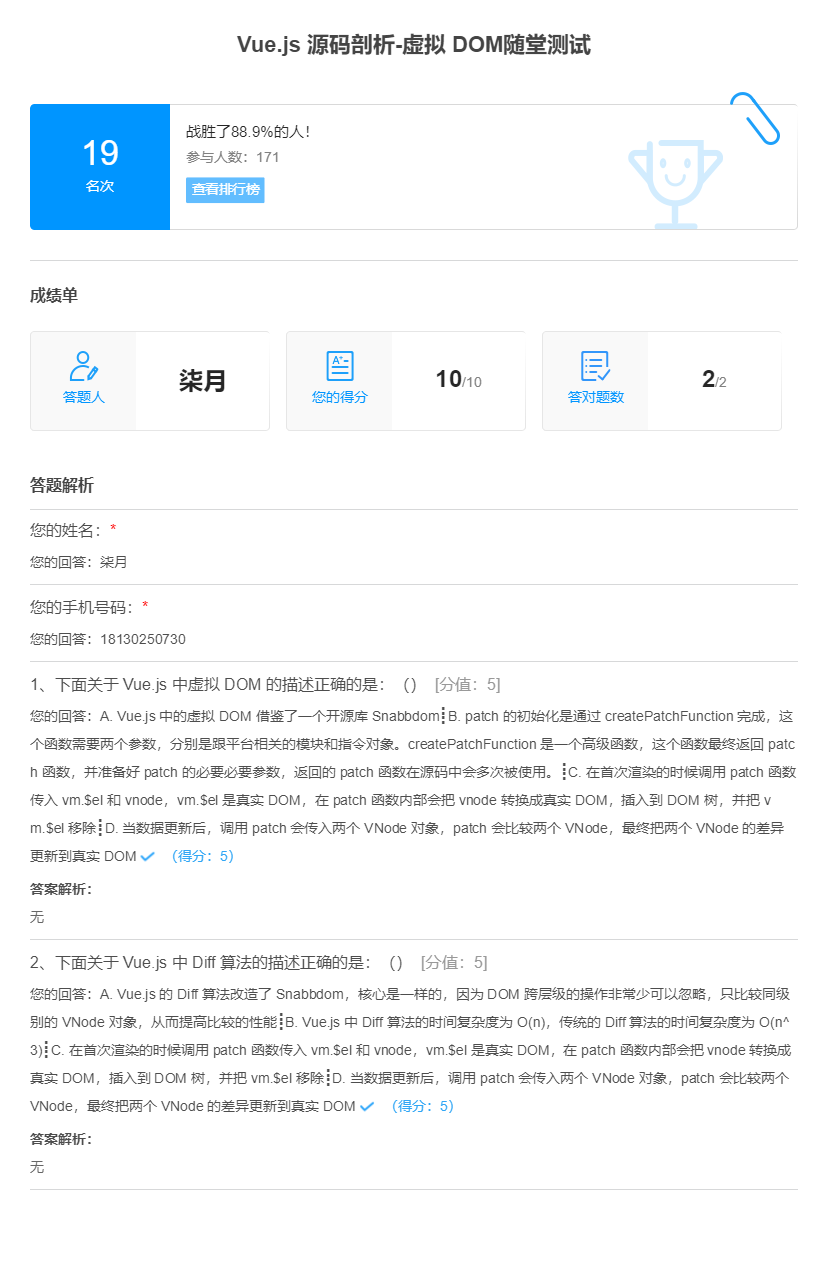 Vue.js 源码剖析-虚拟 DOM随堂测试
19
名次
战胜了88.9%的人！
参与人数：171
查看排行榜
成绩单
答题人
柒月
A+
您的得分
10/10
答对题数
2/2
答题解析
您的姓名：*
您的回答：柒月
您的手机号码：*
您的回答：18130250730
1、下面关于 Vue.js 中虚拟 DOM 的描述正确的是：（） [分值：5]
您的回答：A. Vue.js 中的虚拟 DOM 借鉴了一个开源库 Snabbdom┋B. patch 的初始化是通过 createPatchFunction 完成，这
个函数需要两个参数，分别是跟平台相关的模块和指令对象。createPatchFunction 是一个高级函数，这个函数最终返回 patc
h 函数，并准备好 patch 的必要必要参数，返回的 patch 函数在源码中会多次被使用。┋C. 在首次渲染的时候调用 patch 函数
传入 vm.$el 和 vnode，vm.$el 是真实 DOM，在 patch 函数内部会把 vnode 转换成真实 DOM，插入到 DOM 树，并把 v
m.$el 移除┋D. 当数据更新后，调用 patch 会传入两个 VNode 对象，patch 会比较两个 VNode，最终把两个 VNode 的差异
更新到真实 DOM （得分：5）
答案解析：
无
2、下面关于 Vue.js 中 Diff 算法的描述正确的是：（） [分值：5]
您的回答：A. Vue.js 的 Diff 算法改造了 Snabbdom，核心是一样的，因为 DOM 跨层级的操作非常少可以忽略，只比较同级
别的 VNode 对象，从而提高比较的性能┋B. Vue.js 中 Diff 算法的时间复杂度为 O(n)，传统的 Diff 算法的时间复杂度为 O(n^
3)┋C. 在首次渲染的时候调用 patch 函数传入 vm.$el 和 vnode，vm.$el 是真实 DOM，在 patch 函数内部会把 vnode 转换成
真实 DOM，插入到 DOM 树，并把 vm.$el 移除┋D. 当数据更新后，调用 patch 会传入两个 VNode 对象，patch 会比较两个
VNode，最终把两个 VNode 的差异更新到真实 DOM （得分：5）
答案解析：
无